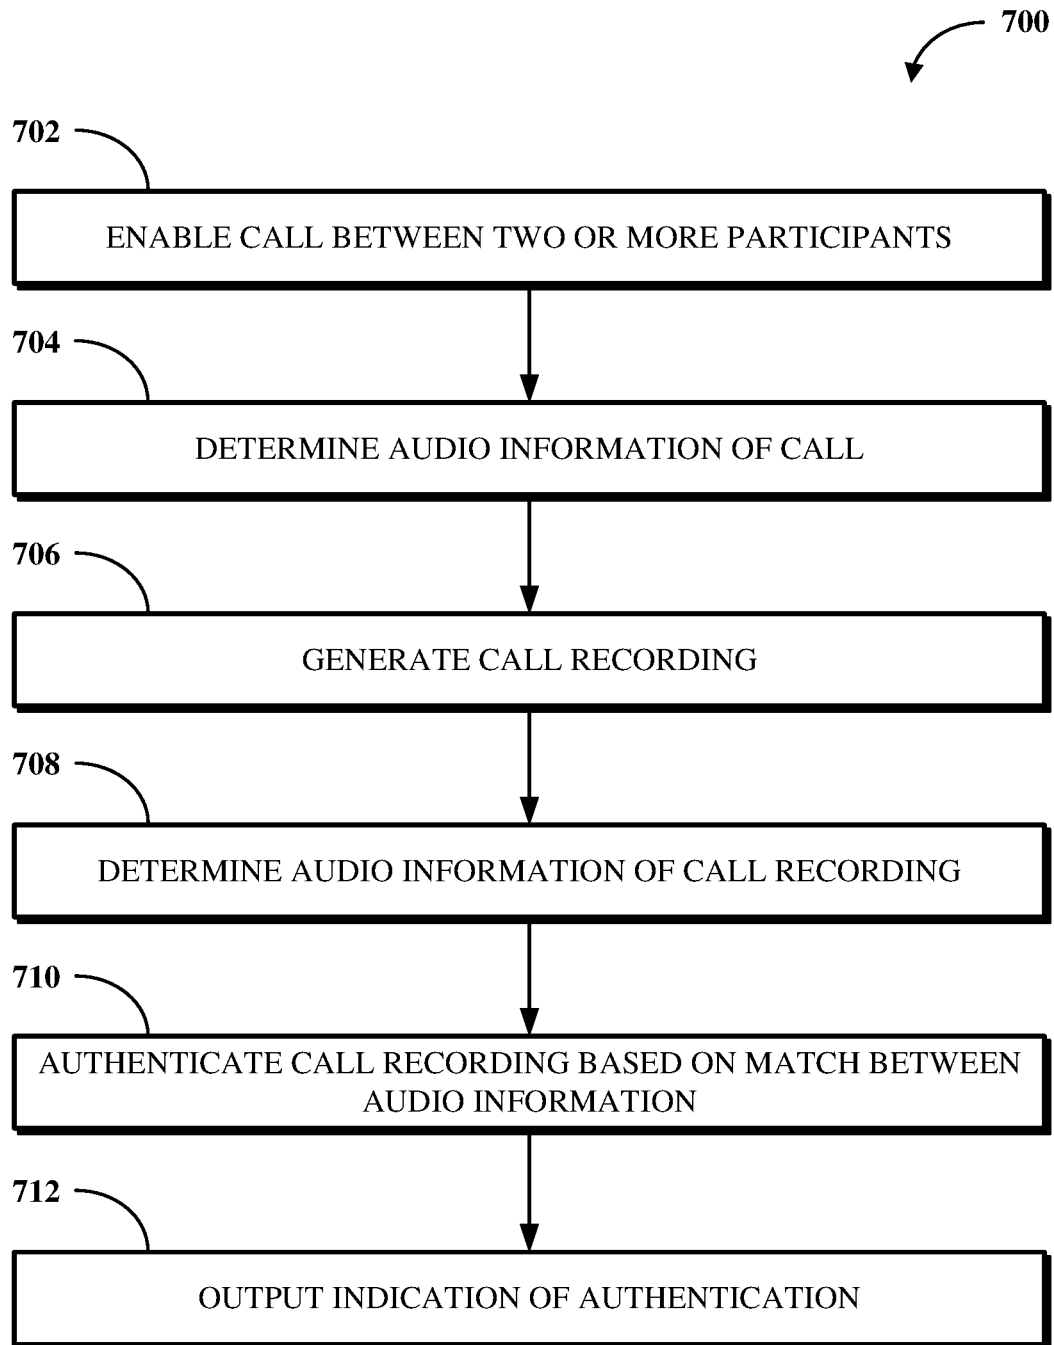 700
702
ENABLE CALL BETWEEN TWO OR MORE PARTICIPANTS
704
DETERMINE AUDIO INFORMATION OF CALL
706
GENERATE CALL RECORDING
708
DETERMINE AUDIO INFORMATION OF CALL RECORDING
710
AUTHENTICATE CALL RECORDING BASED ON MATCH BETWEEN
AUDIO INFORMATION
712
OUTPUT INDICATION OF AUTHENTICATION